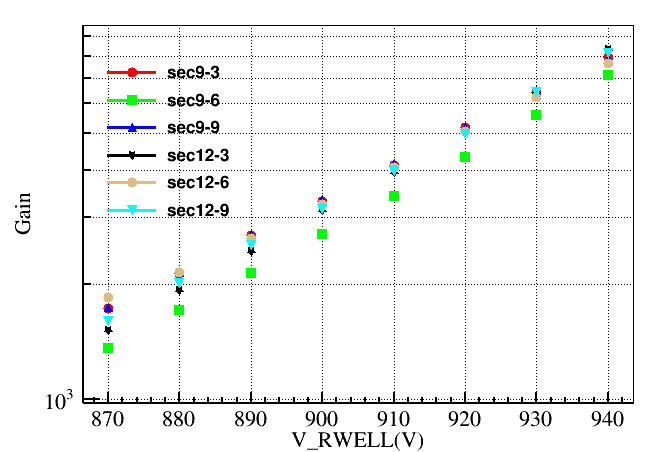 Gain
sec9-3
sec9-6
sec9-9
sec12-3
sec12-6
sec12-9
10³
870 880 890 900 910 920 930 940
V_RWELL(V)